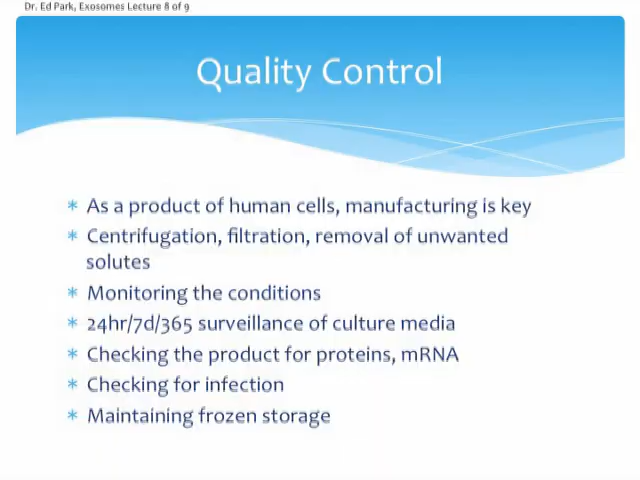 Dr. Ed Park, Exosomes Lecture 8 of 9
Quality Control
* As a product of human cells, manufacturing is key
* Centrifugation, filtration, removal of unwanted
solutes
* Monitoring the conditions
* 24hr/7d/365 surveillance of culture media
* Checking the product for proteins, mRNA
* Checking for infection
* Maintaining frozen storage